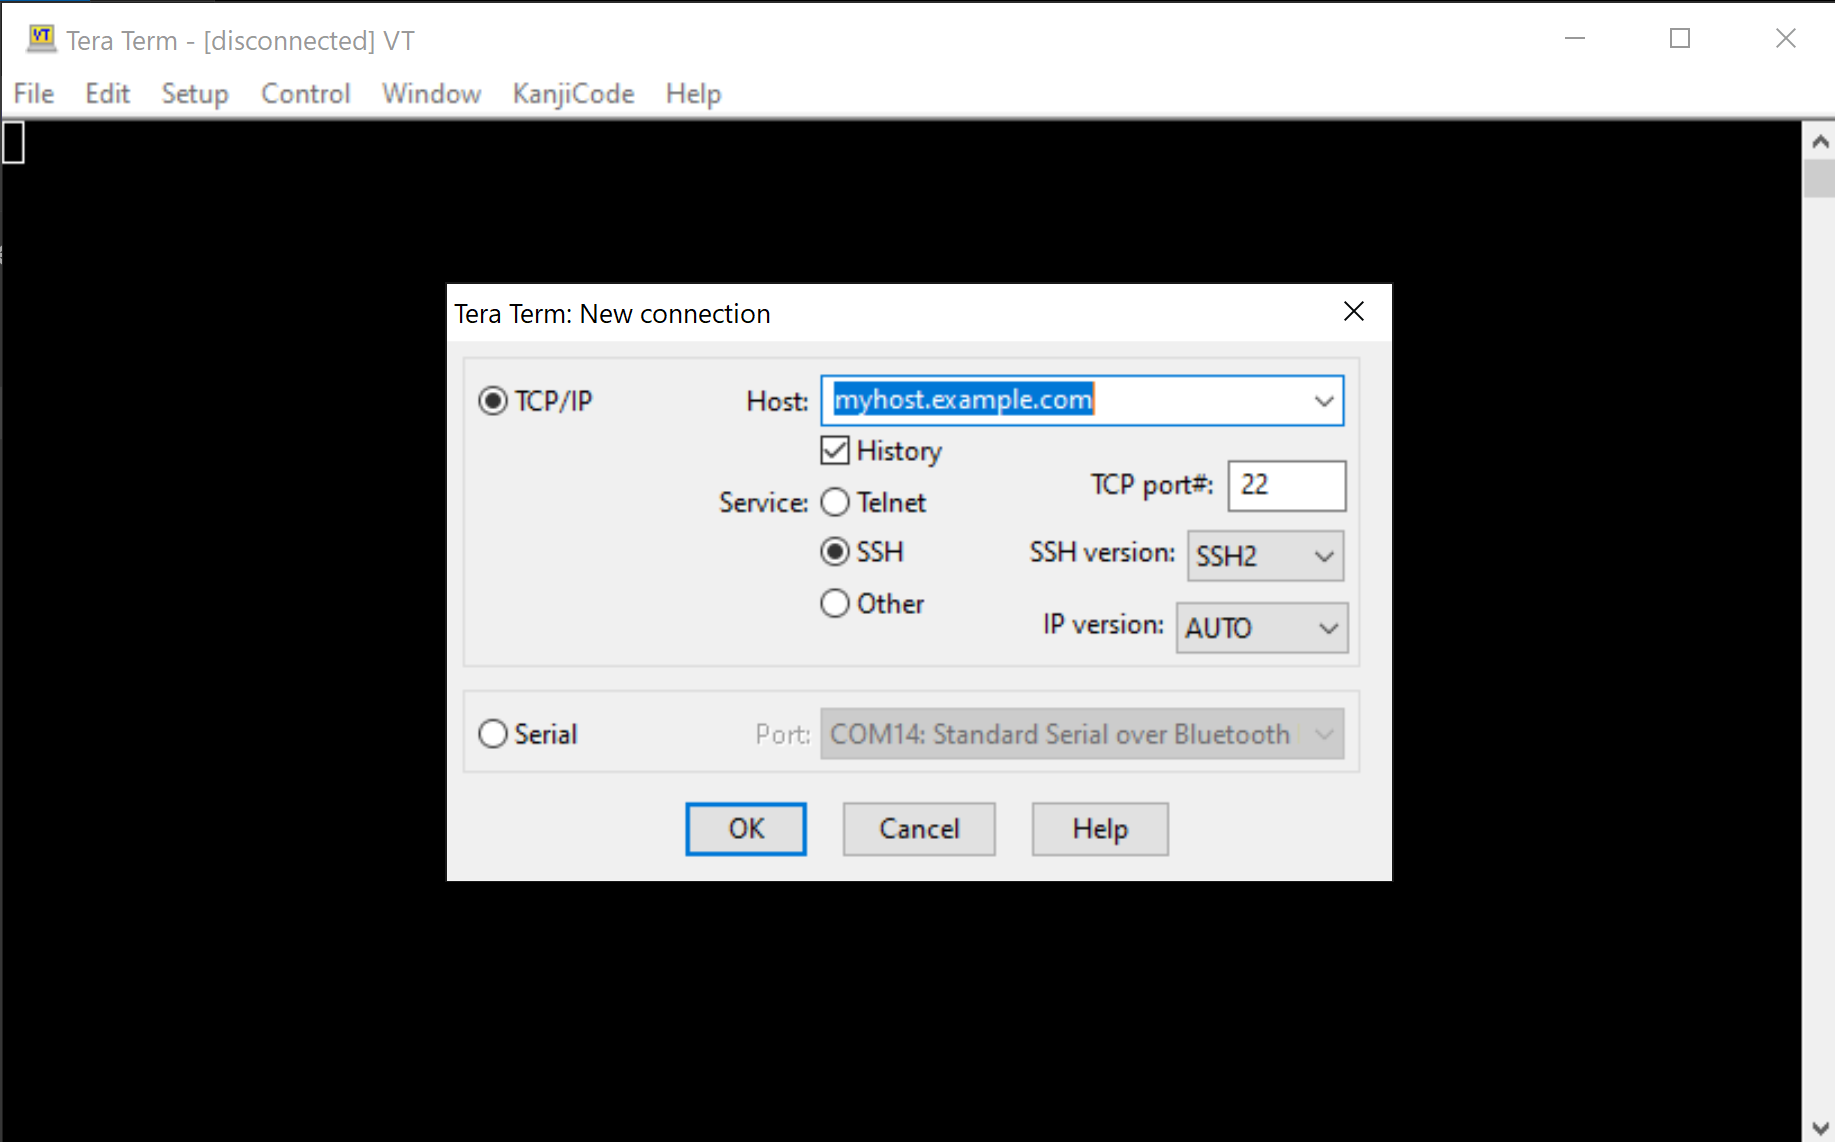 Tera Term - [disconnected] VT
File Edit Setup Control Window KanjiCode Help
Tera Term: New connection
TCP/IP Host: myhost.example.com
History
TCP port#: 22
Service: Telnet
SSH SSH version: SSH2
Other
IP version: AUTO
Serial Port: COM14: Standard Serial over Bluetooth
OK Cancel Help